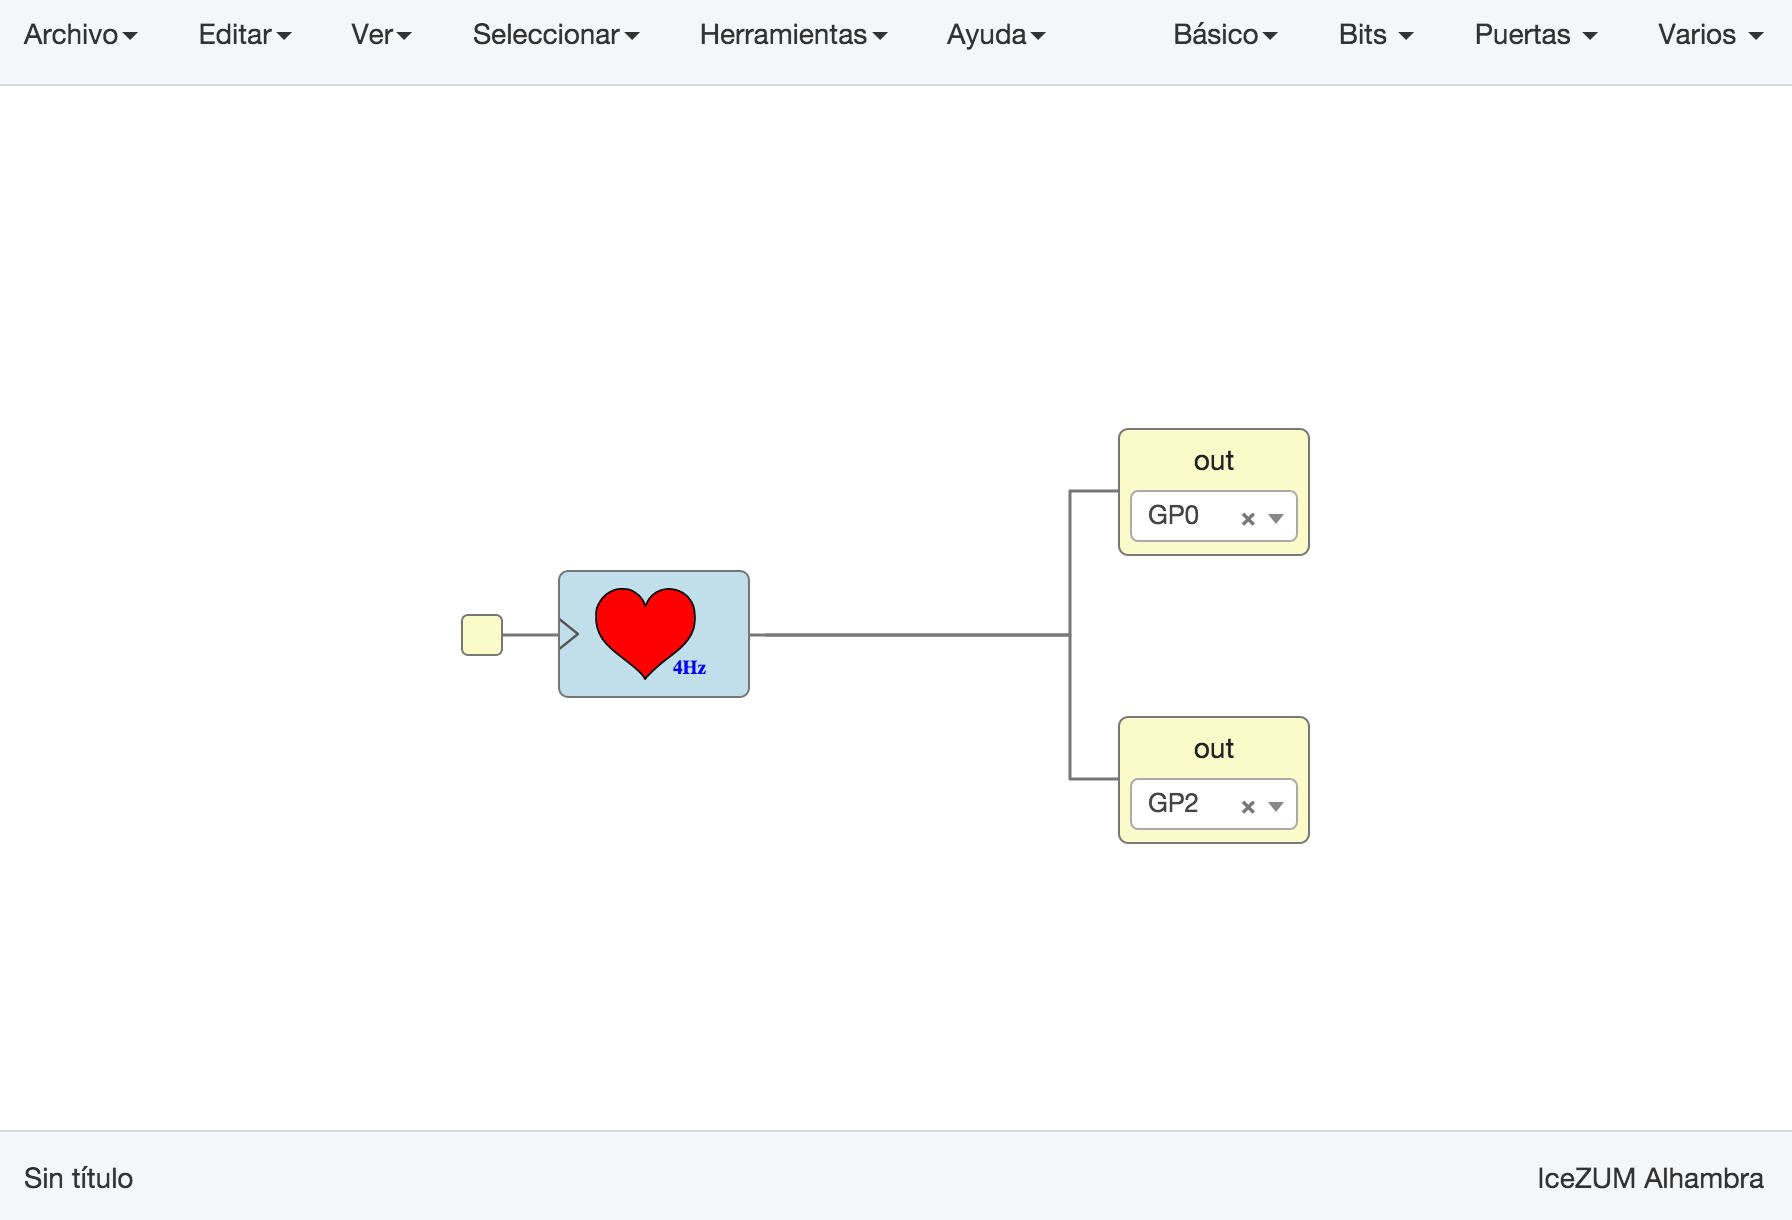 Archivo Editar Ver Seleccionar Herramientas Ayuda Básico Bits Puertas Varios
out
GP0
4Hz
out
GP2
Sin título IceZUM Alhambra